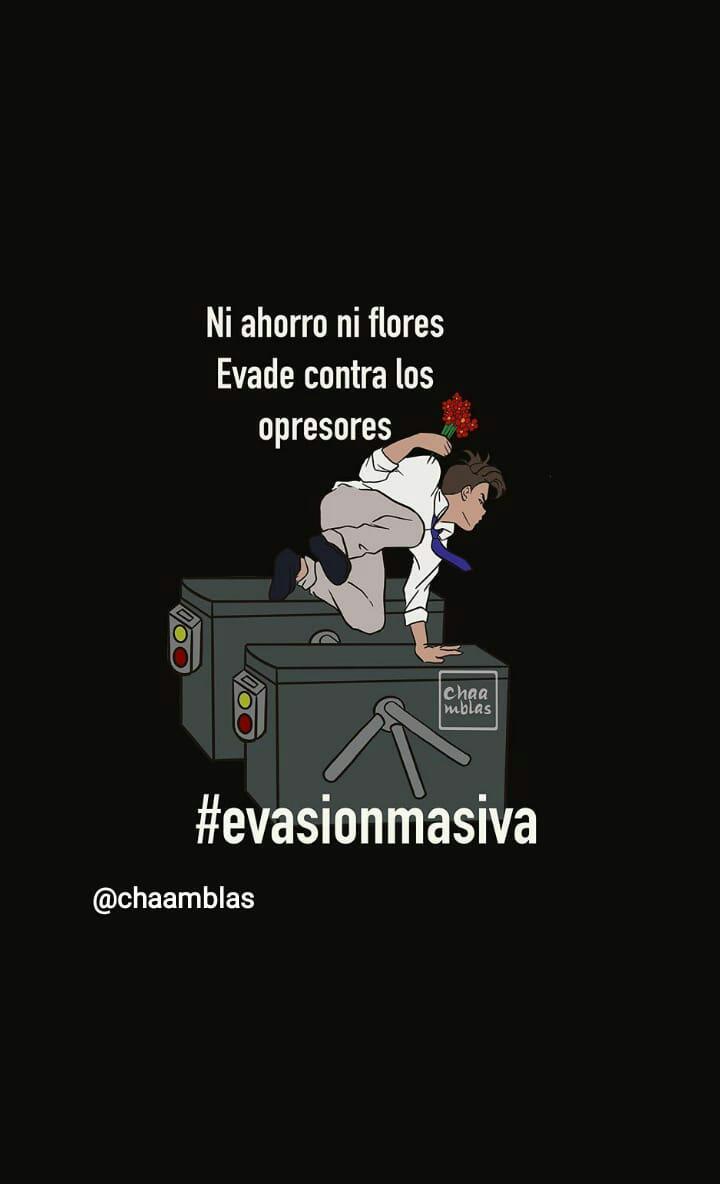 Ni ahorro ni flores
Evade contra los
opresores
Chaa
mblas
#evasionmasiva
@chaamblas